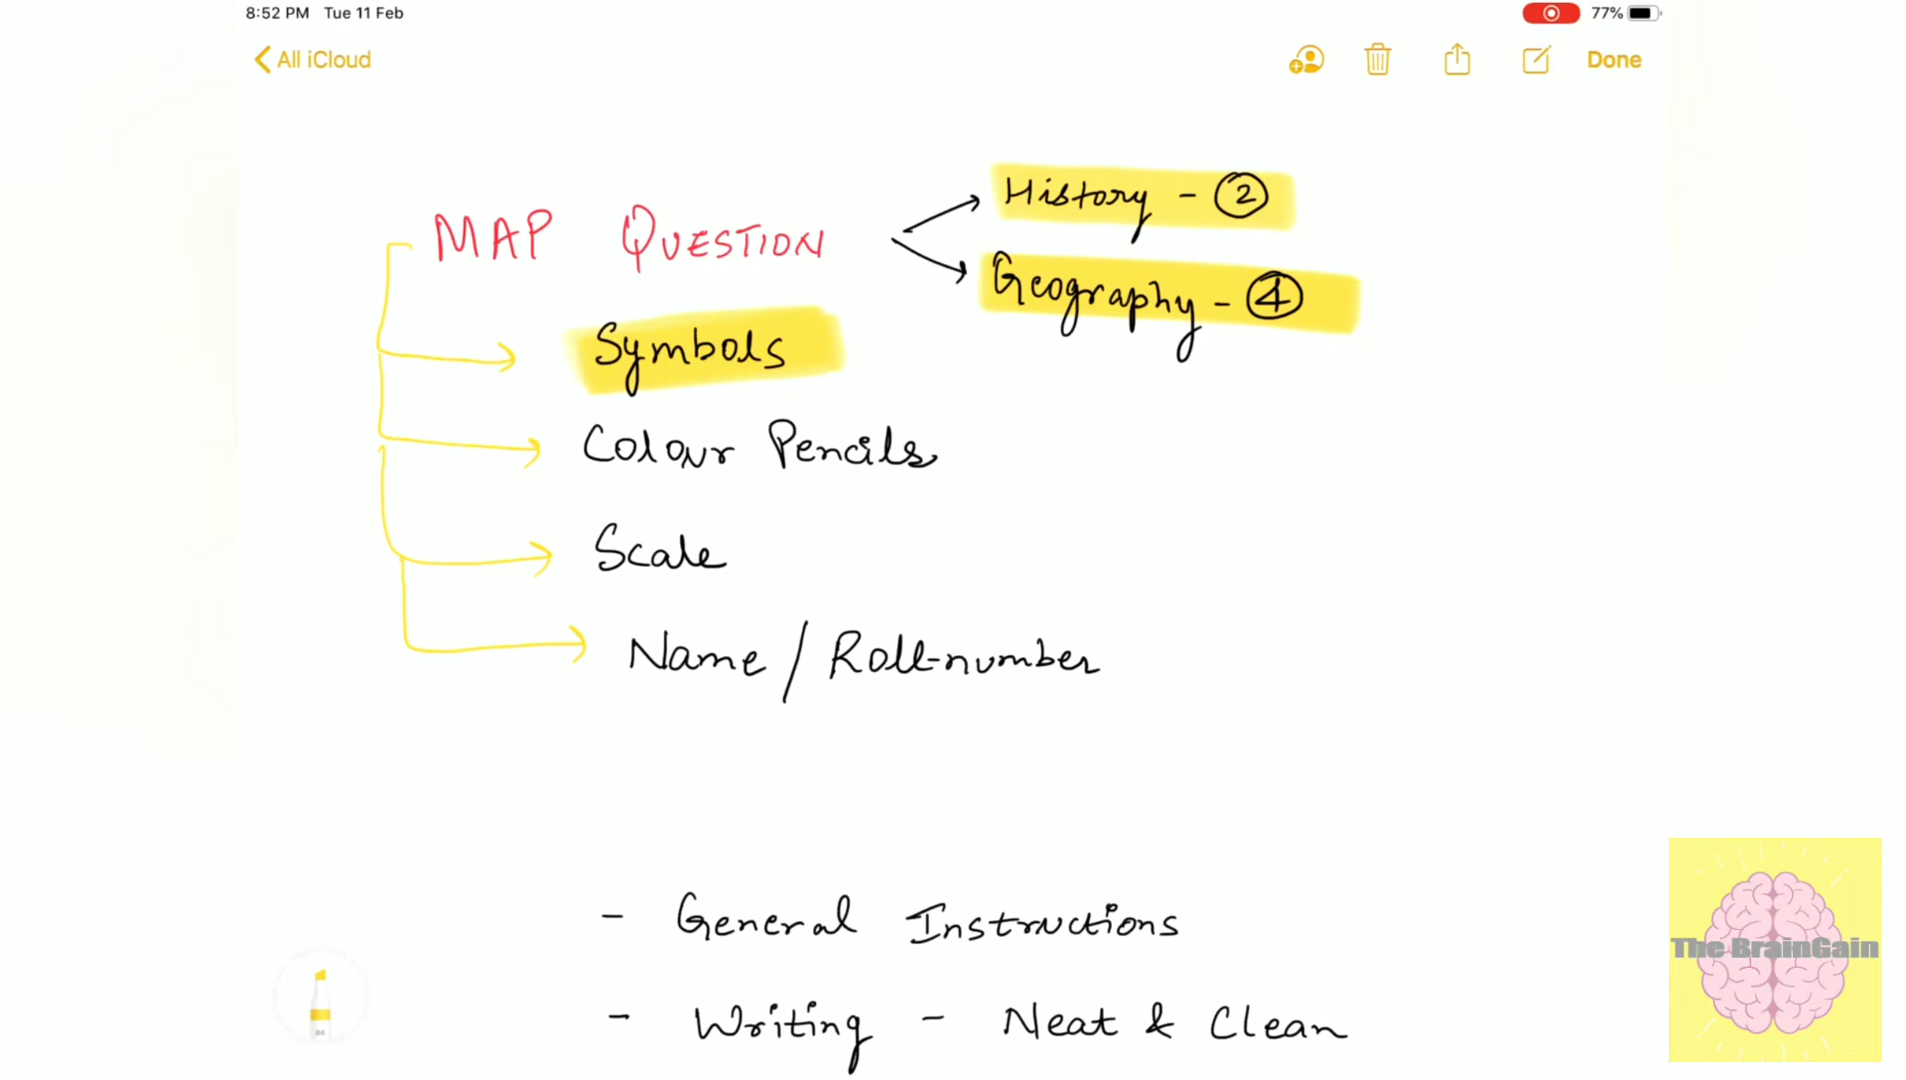 8:52 PM Tue 11 Feb
77%
All iCloud
Done
MAP QUESTION
History - 2
Geography - 4
Symbols
Colour Pencils
Scale
Name / Roll-number
- General Instructions
- Writing - Neat & Clean
The BrainGain